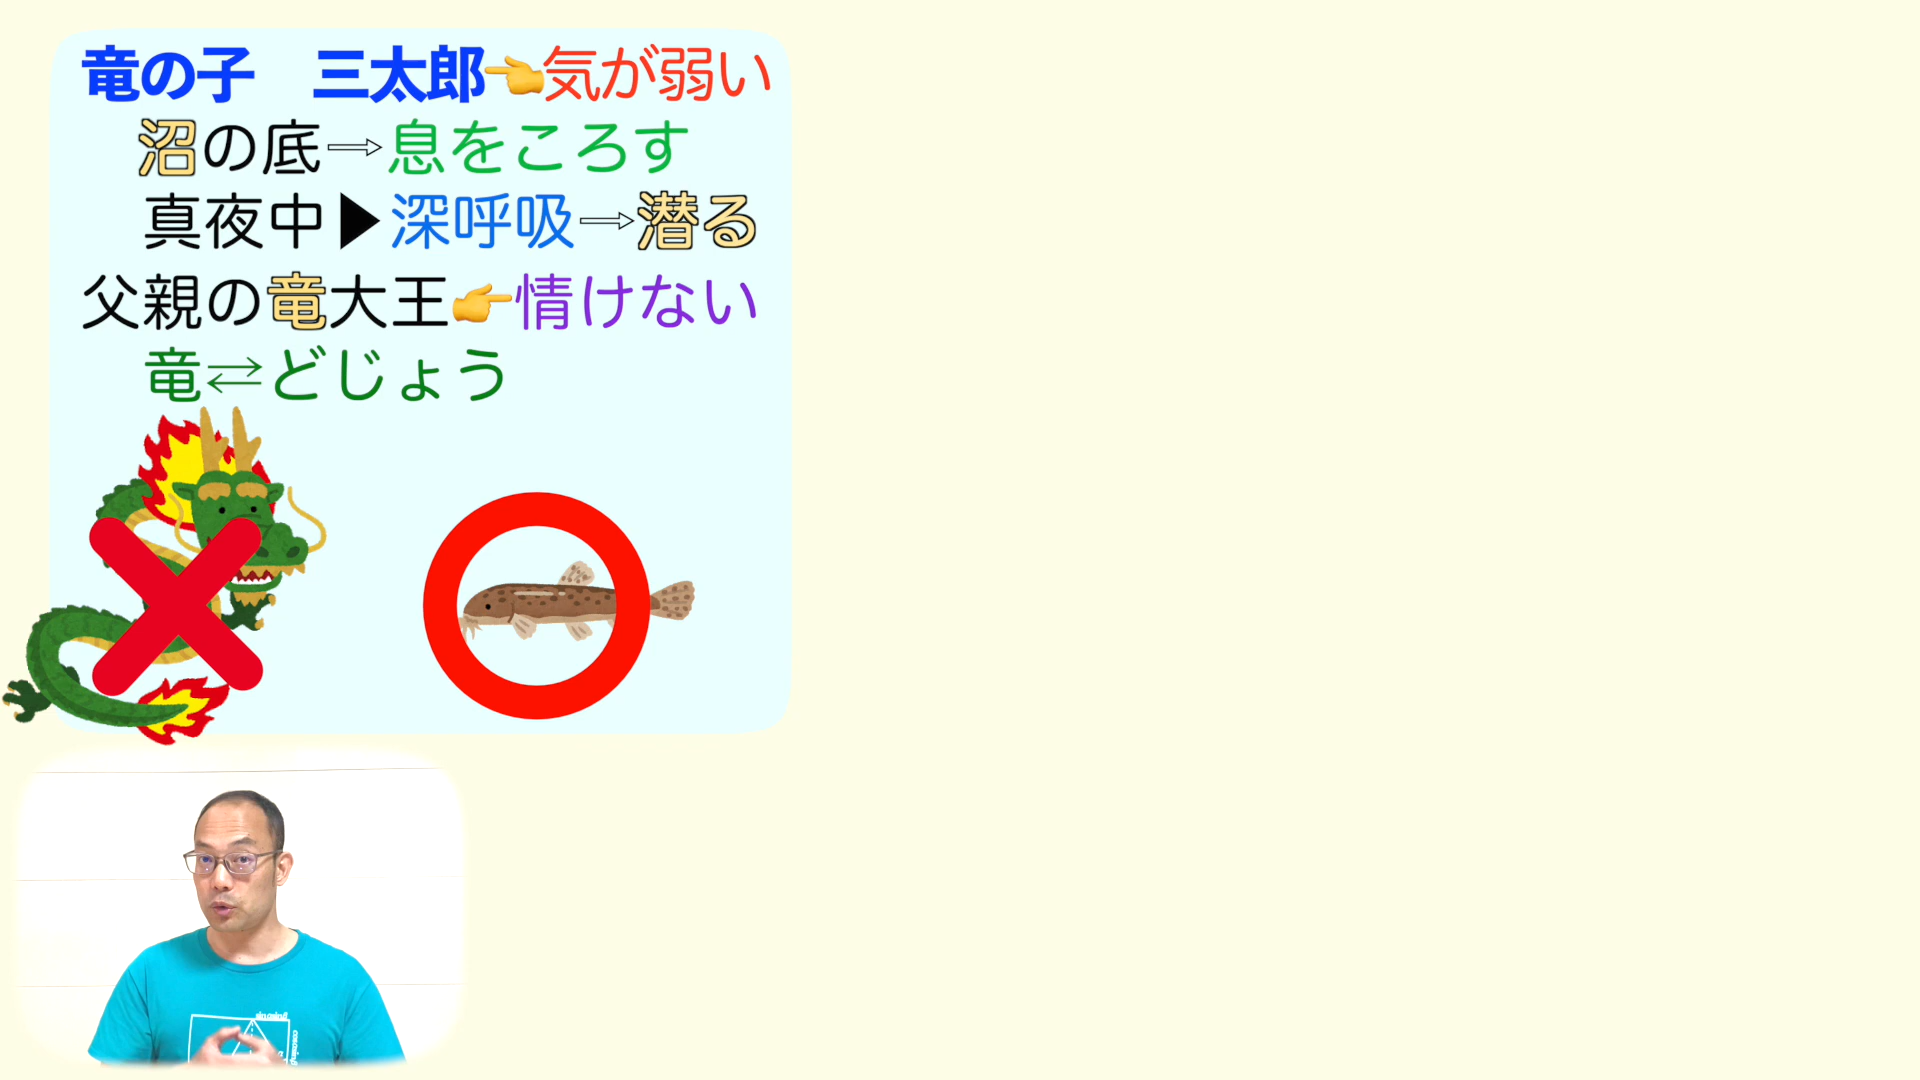 竜の子　三太郎👈気が弱い
沼の底⇒息をころす
真夜中▶深呼吸⇒潜る
父親の竜大王👉情けない
竜⇄どじょう